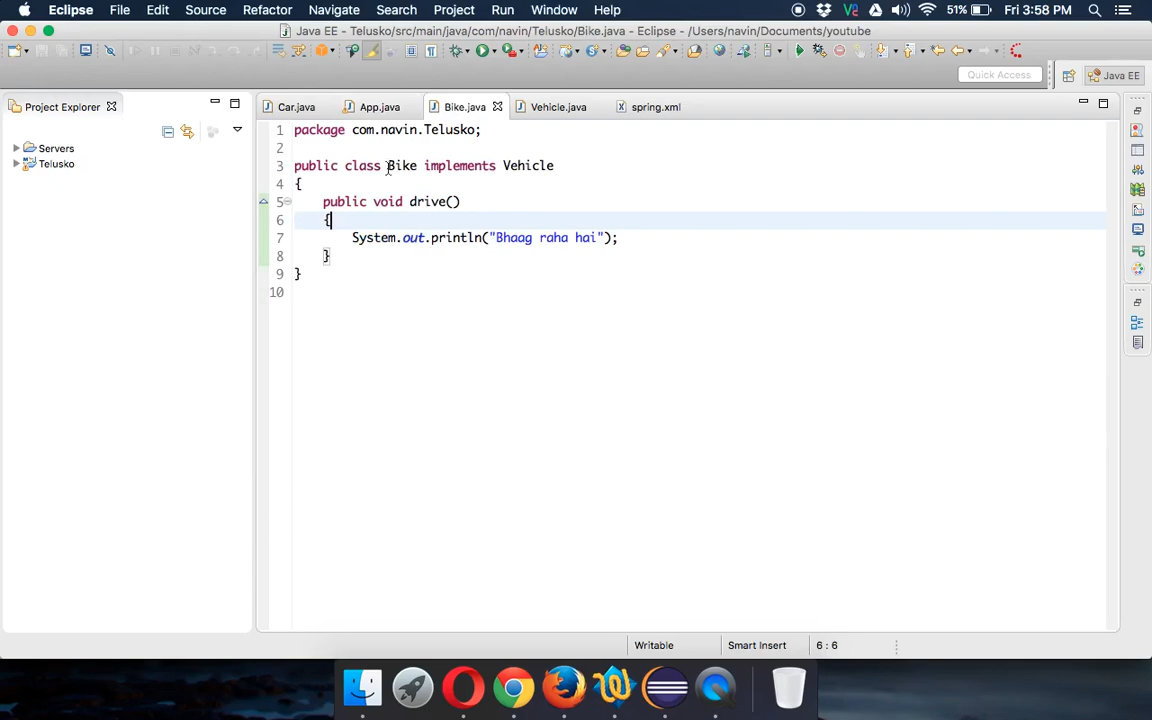 Eclipse File Edit Source Refactor Navigate Search Project Run Window Help 51% Fri 3:58 PM
Java EE - Telusko/src/main/java/com/navin/Telusko/Bike.java - Eclipse - /Users/navin/Documents/youtube
Quick Access Java EE
Project Explorer Car.java App.java Bike.java Vehicle.java spring.xml
Servers
Telusko
1 package com.navin.Telusko;
2
3 public class Bike implements Vehicle
4 {
5 public void drive()
6 {
7 System.out.println("Bhaag raha hai");
8 }
9 }
10
Writable Smart Insert 6 : 6